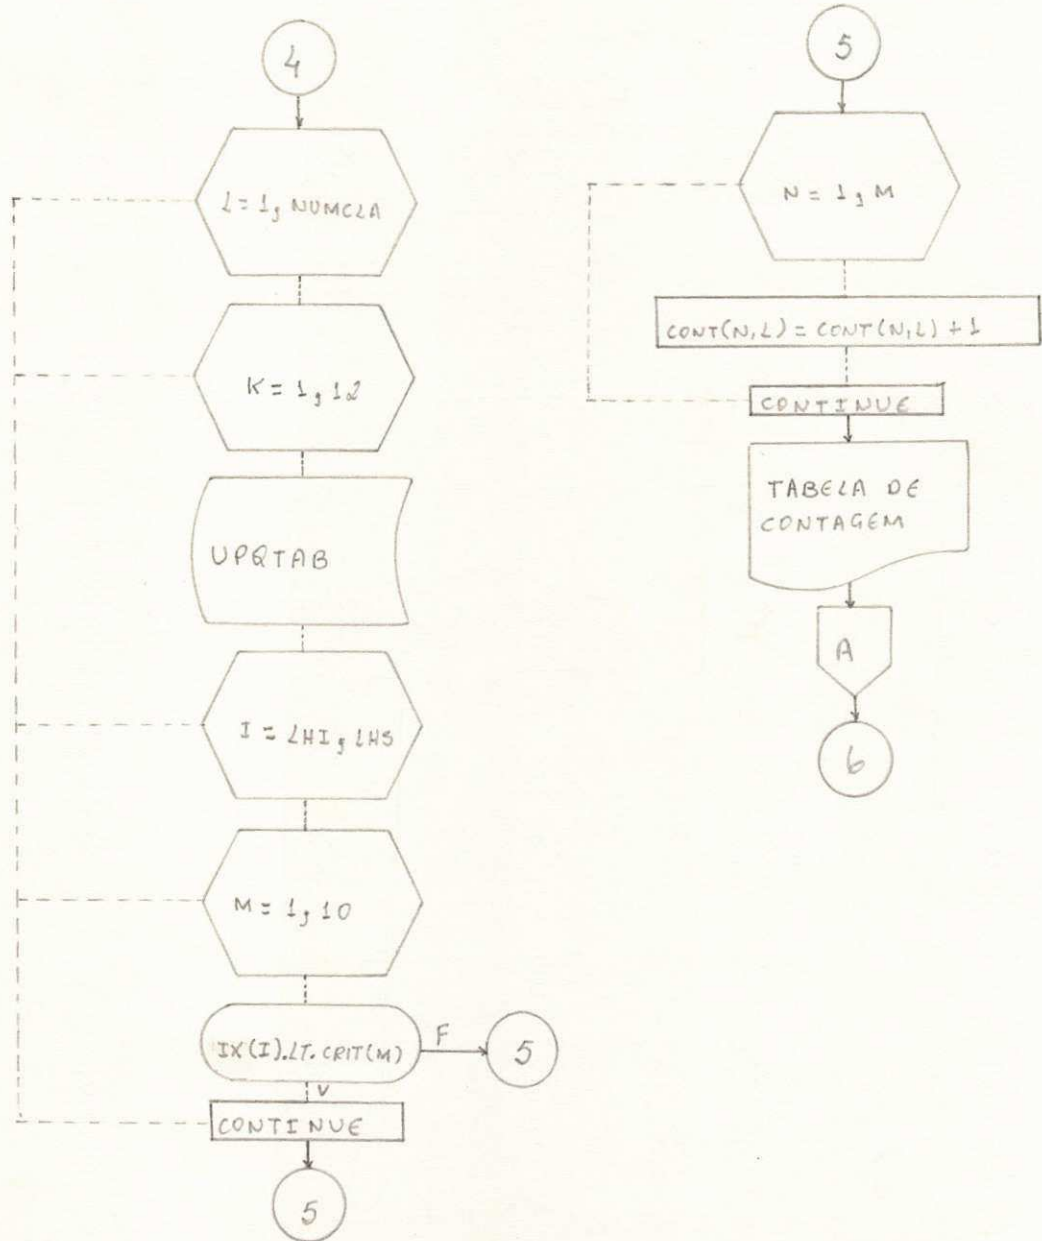 4
L = 1, NUMCLA
K = 1, 12
UPQTAB
I = LHI, LHS
M = 1, 10
IX(I).LT.CRIT(M)
F
5
V
CONTINUE
5
5
N = 1, M
CONT(N,L) = CONT(N,L) + 1
CONTINUE
TABELA DE
CONTAGEM
A
6